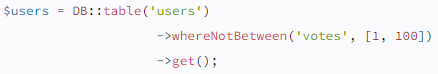 $users = DB::table('users')
                    ->whereNotBetween('votes', [1, 100])
                    ->get();